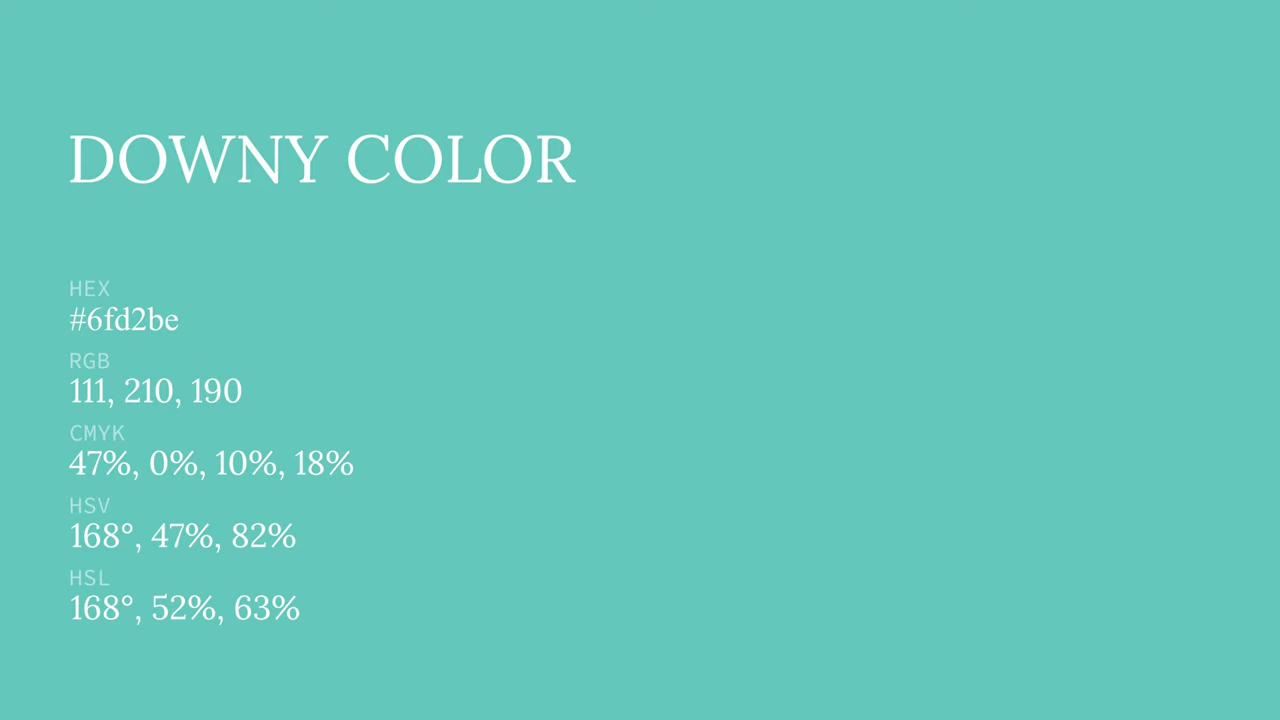 DOWNY COLOR
HEX
#6fd2be
RGB
111, 210, 190
CMYK
47%, 0%, 10%, 18%
HSV
168°, 47%, 82%
HSL
168°, 52%, 63%